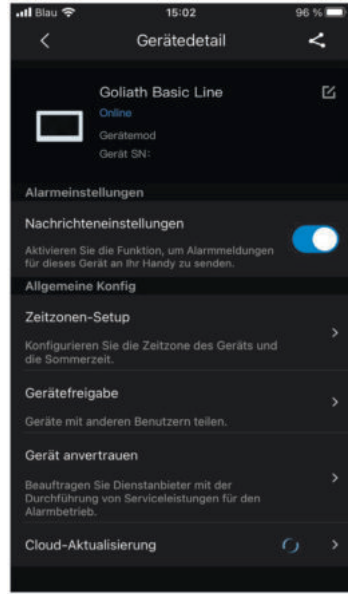 Blau 15:02 96 %
Gerätedetail
Goliath Basic Line
Online
Gerätemod
Gerät SN:
Alarmeinstellungen
Nachrichteneinstellungen
Aktivieren Sie die Funktion, um Alarmmeldungen
für dieses Gerät an Ihr Handy zu senden.
Allgemeine Konfig
Zeitzonen-Setup
Konfigurieren Sie die Zeitzone des Geräts und
die Sommerzeit.
Gerätefreigabe
Geräte mit anderen Benutzern teilen.
Gerät anvertrauen
Beauftragen Sie Dienstanbieter mit der
Durchführung von Serviceleistungen für den
Alarmbetrieb.
Cloud-Aktualisierung